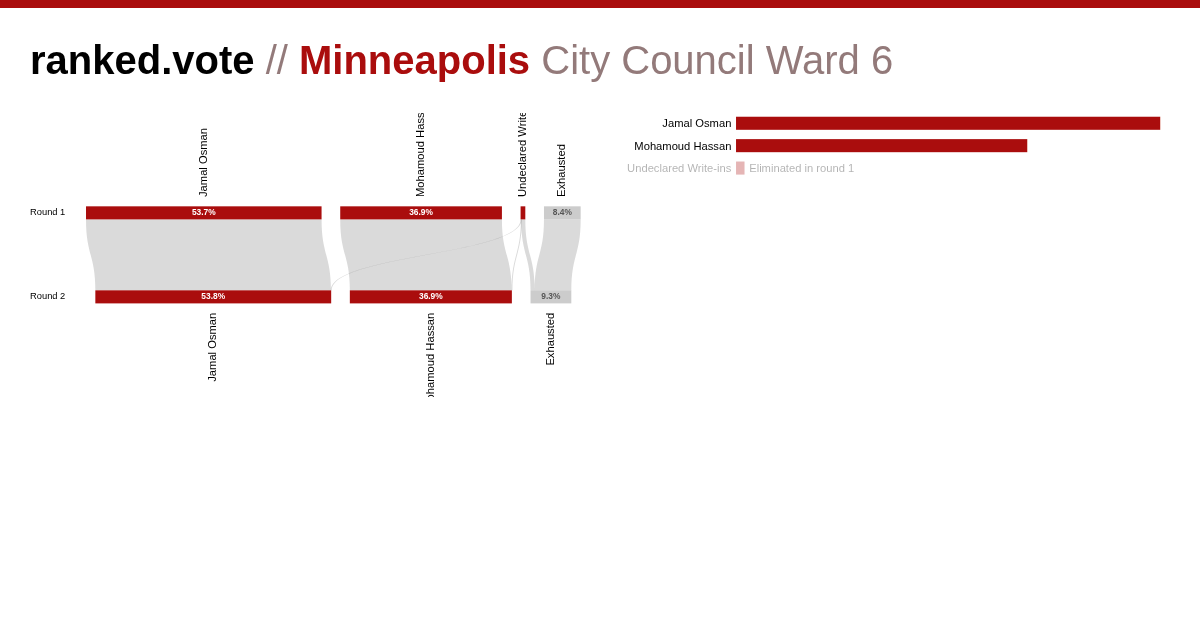 ranked.vote // Minneapolis City Council Ward 6
Jamal Osman
Mohamoud Hass
Undeclared Write
Exhausted
Round 1
53.7%
36.9%
8.4%
Round 2
53.8%
36.9%
9.3%
Jamal Osman
ohamoud Hassan
Exhausted
Jamal Osman
Mohamoud Hassan
Undeclared Write-ins
Eliminated in round 1